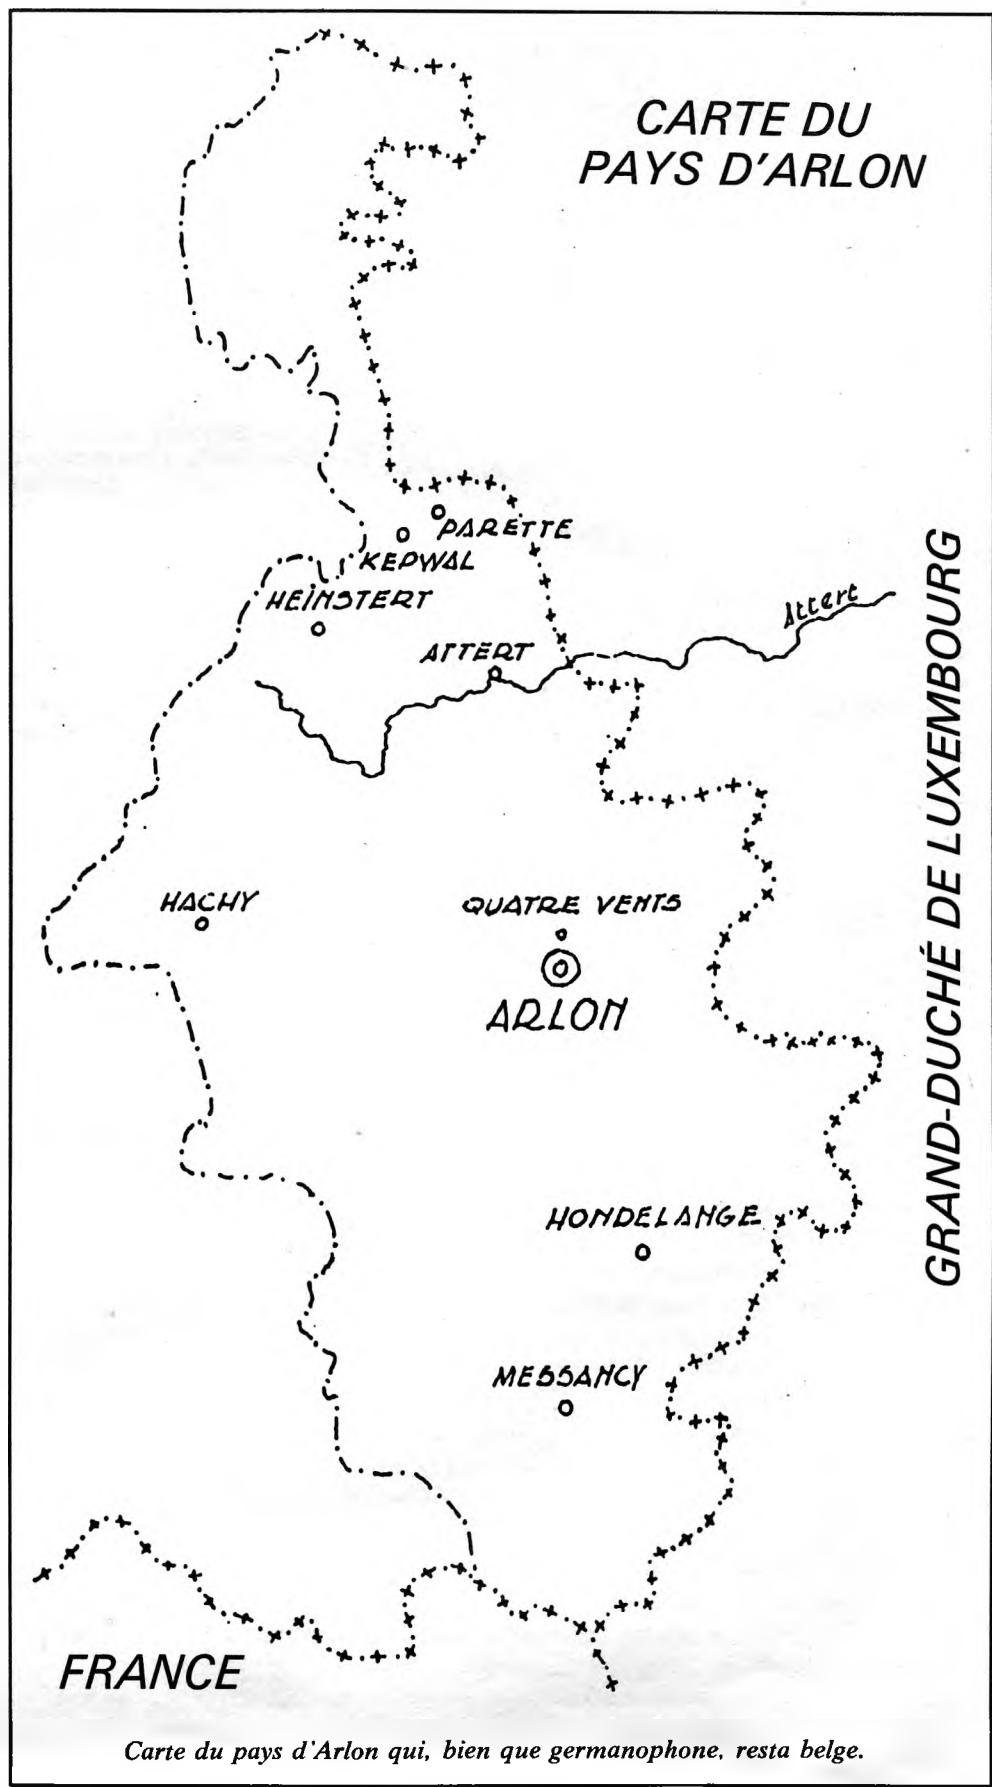 CARTE DU
PAYS D'ARLON
PARETTE
KEPWAL
HEINSTERT
Attert
ATTERT
GRAND-DUCHÉ DE LUXEMBOURG
HACHY
QUATRE VENTS
ARLON
HONDELANGE
MESSANCY
FRANCE
Carte du pays d'Arlon qui, bien que germanophone, resta belge.